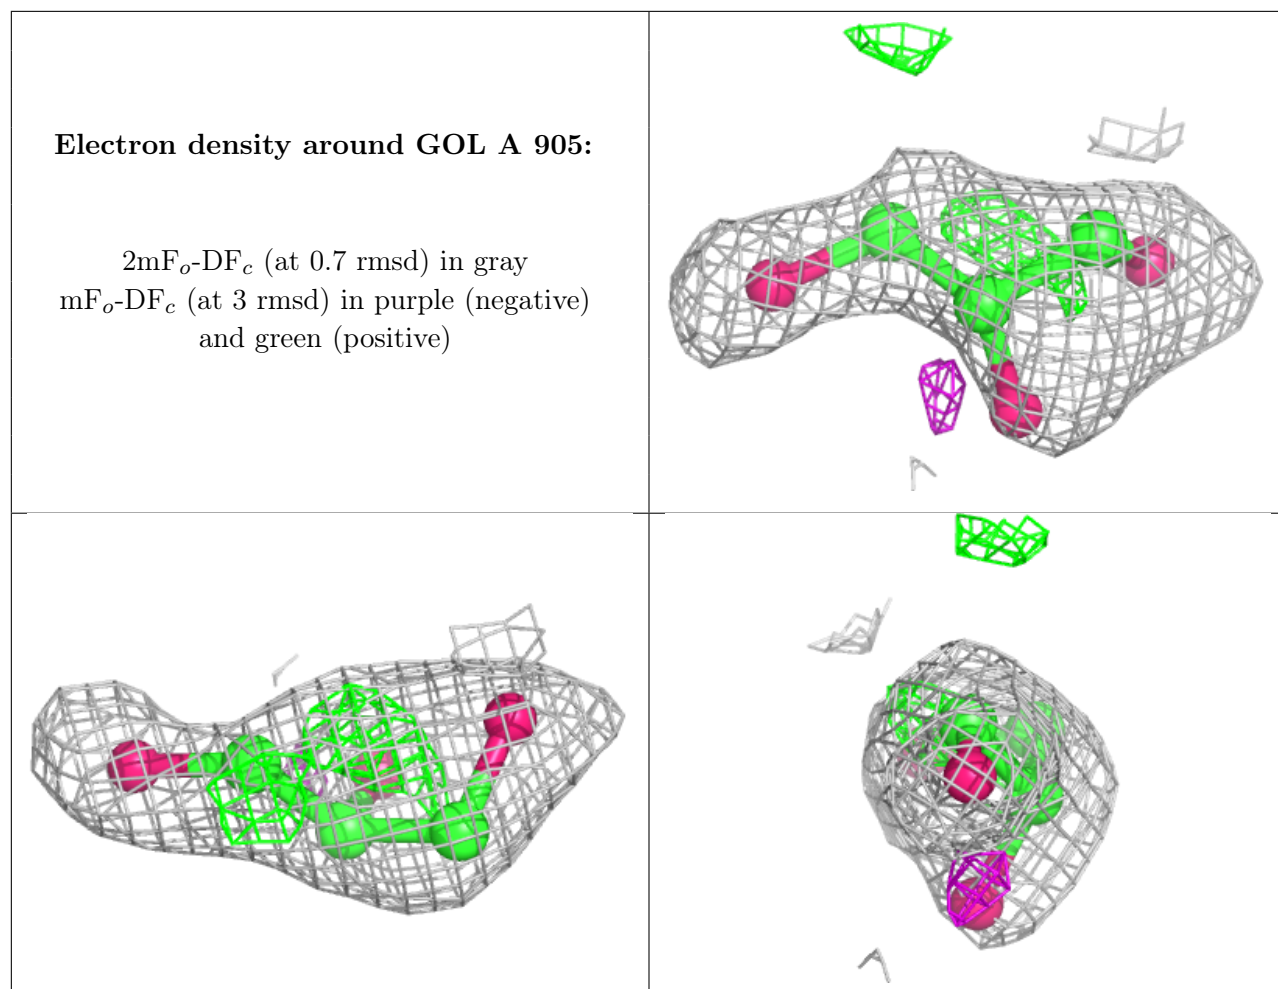 Electron density around GOL A 905:
2mFo-DFc (at 0.7 rmsd) in gray
mFo-DFc (at 3 rmsd) in purple (negative)
and green (positive)